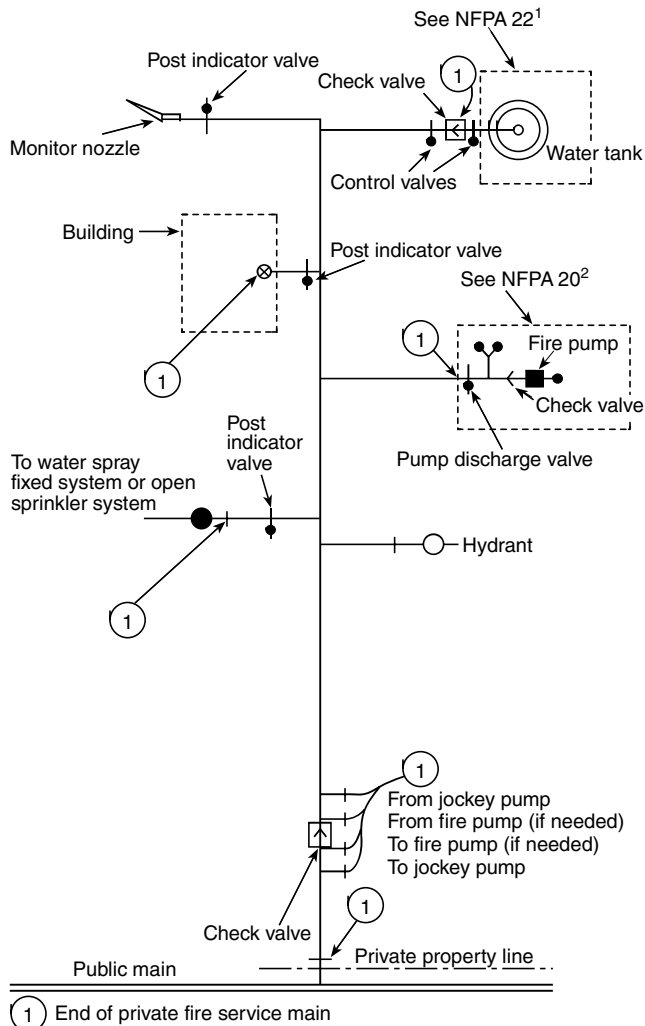 See NFPA 22¹
Post indicator valve
Check valve
1
Monitor nozzle
Control valves
Water tank
Building
Post indicator valve
See NFPA 20²
1
Fire pump
1
Check valve
Pump discharge valve
Post
indicator
valve
To water spray
fixed system or open
sprinkler system
Hydrant
1
1
From jockey pump
From fire pump (if needed)
To fire pump (if needed)
To jockey pump
1
Check valve
Private property line
Public main
1 End of private fire service main